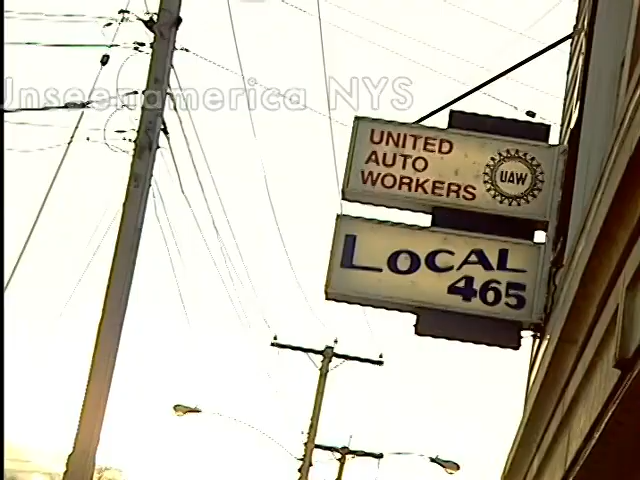 Unseenamerica NYS
UNITED
AUTO
WORKERS
UAW
LOCAL
465